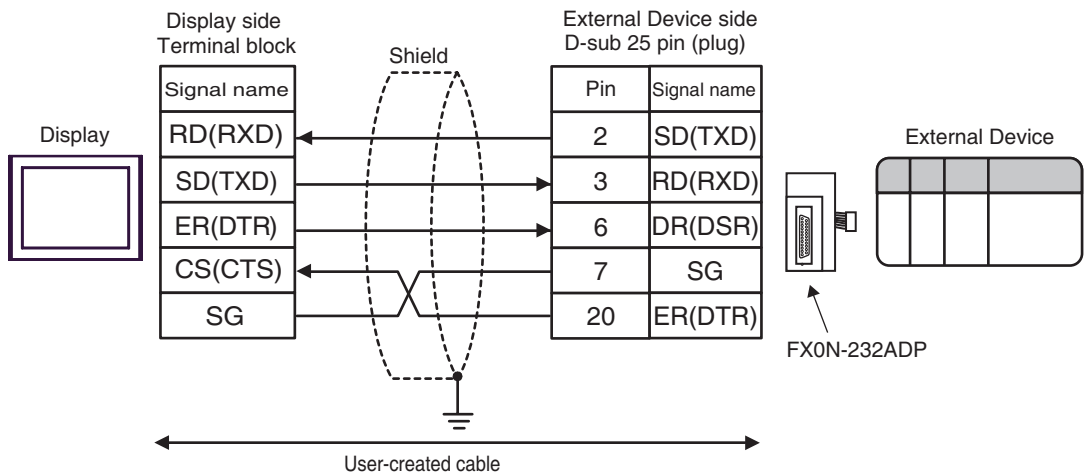 Display side
Terminal block
External Device side
D-sub 25 pin (plug)
Shield
Signal name
Pin Signal name
RD(RXD) 2 SD(TXD)
SD(TXD) 3 RD(RXD)
ER(DTR) 6 DR(DSR)
CS(CTS) 7 SG
SG 20 ER(DTR)
Display
External Device
FX0N-232ADP
User-created cable